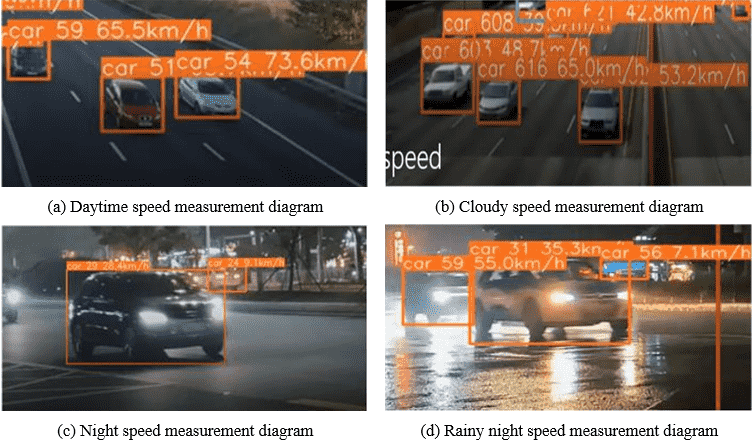 car 59 65.5km/h
car 51
car 54 73.6km/h
car 608
42.8km/h
car 603 48.7km/h
car 616 65.0km/h
53.2km/h
speed
(a) Daytime speed measurement diagram
(b) Cloudy speed measurement diagram
car 29 28.4km/h
car 24 9.1km/h
car 31 35.3km
car 56 7.1km/h
car 59 55.0km/h
(c) Night speed measurement diagram
(d) Rainy night speed measurement diagram